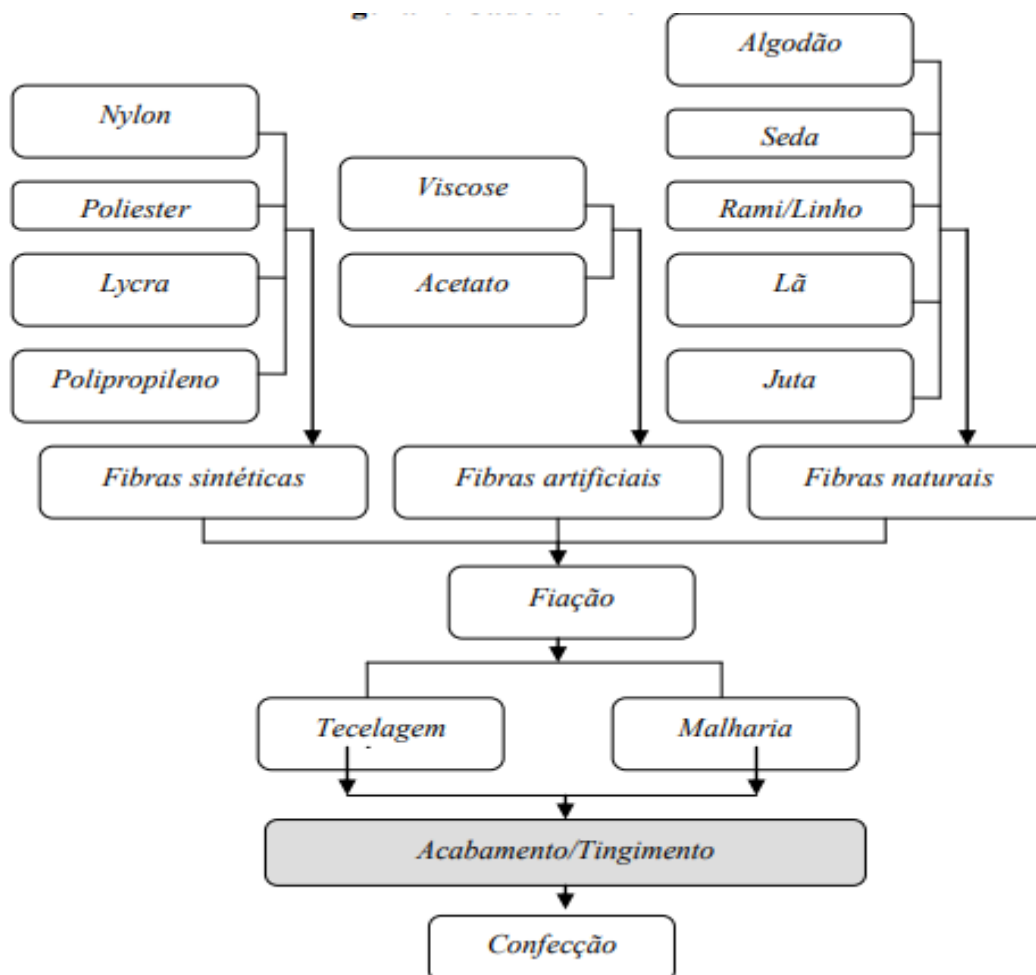 Algodão
Nylon
Seda
Viscose
Poliester
Rami/Linho
Lycra
Acetato
Lã
Polipropileno
Juta
Fibras sintéticas
Fibras artificiais
Fibras naturais
Fiação
Tecelagem
Malharia
Acabamento/Tingimento
Confecção